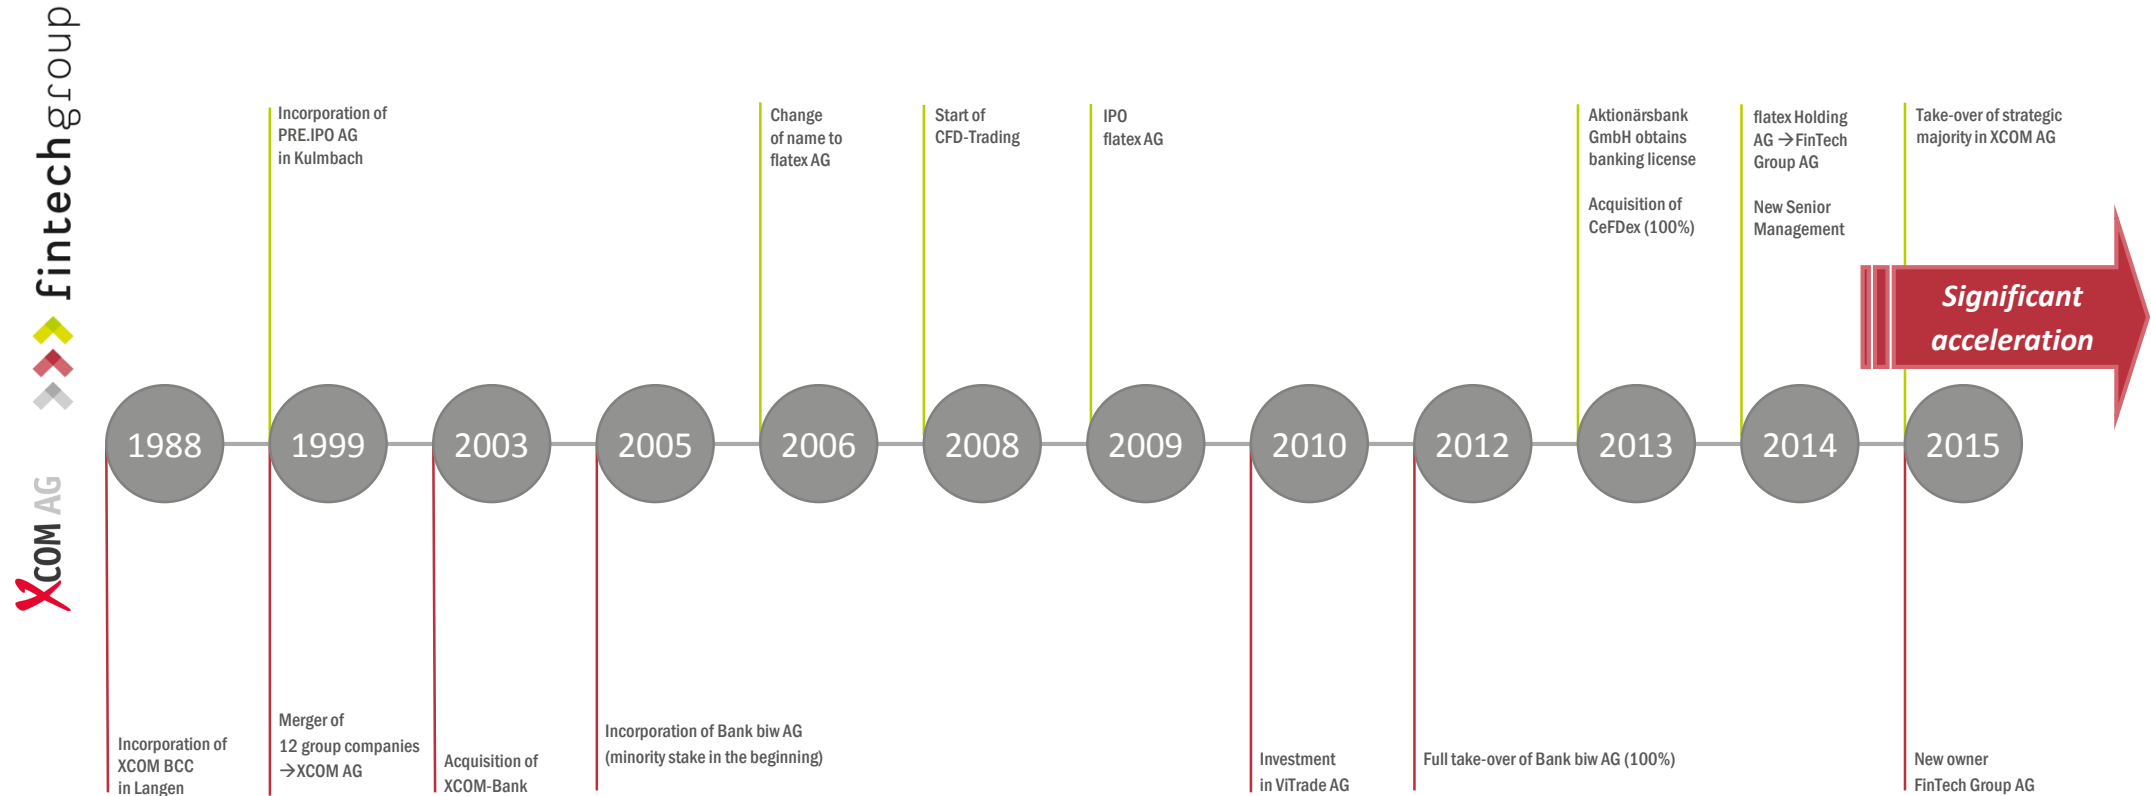 fintechgroup
XCOM AG
Incorporation of
PRE.IPO AG
in Kulmbach
Change
of name to
flatex AG
Start of
CFD-Trading
IPO
flatex AG
Aktionärsbank
GmbH obtains
banking license
Acquisition of
CeFDex (100%)
flatex Holding
AG →FinTech
Group AG
New Senior
Management
Take-over of strategic
majority in XCOM AG
Significant
acceleration
1988
1999
2003
2005
2006
2008
2009
2010
2012
2013
2014
2015
Incorporation of
XCOM BCC
in Langen
Merger of
12 group companies
→XCOM AG
Acquisition of
XCOM-Bank
Incorporation of Bank biw AG
(minority stake in the beginning)
Investment
in ViTrade AG
Full take-over of Bank biw AG (100%)
New owner
FinTech Group AG